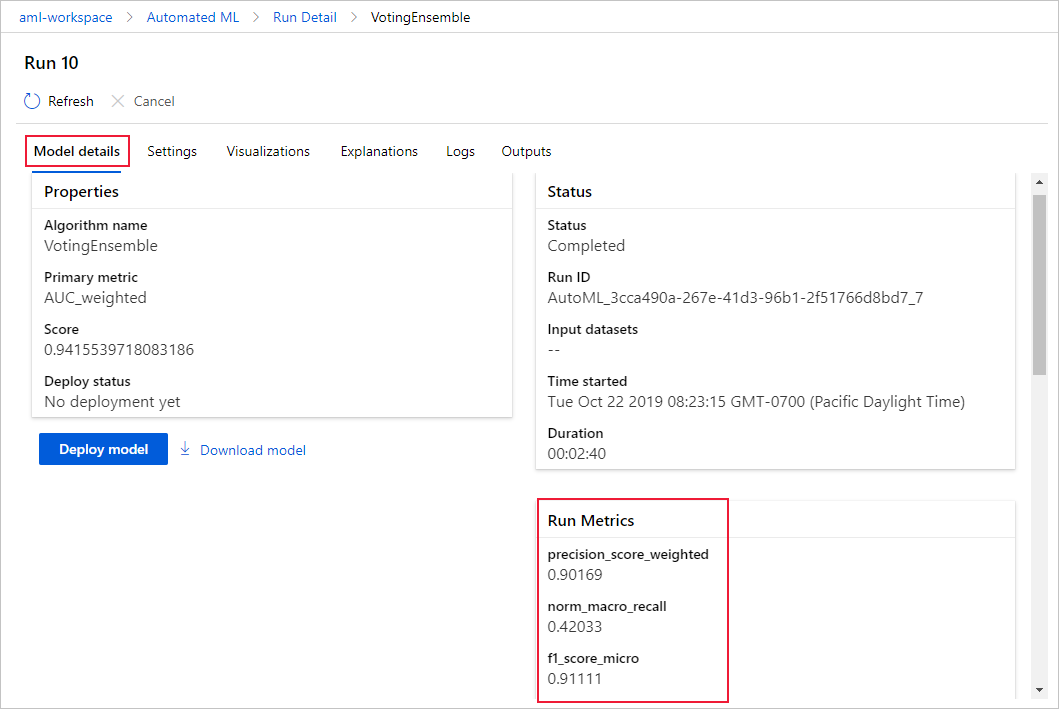 aml-workspace > Automated ML > Run Detail > VotingEnsemble
Run 10
Refresh Cancel
Model details Settings Visualizations Explanations Logs Outputs
Properties
Algorithm name
VotingEnsemble
Primary metric
AUC_weighted
Score
0.9415539718083186
Deploy status
No deployment yet
Deploy model Download model
Status
Status
Completed
Run ID
AutoML_3cca490a-267e-41d3-96b1-2f51766d8bd7_7
Input datasets
--
Time started
Tue Oct 22 2019 08:23:15 GMT-0700 (Pacific Daylight Time)
Duration
00:02:40
Run Metrics
precision_score_weighted
0.90169
norm_macro_recall
0.42033
f1_score_micro
0.91111